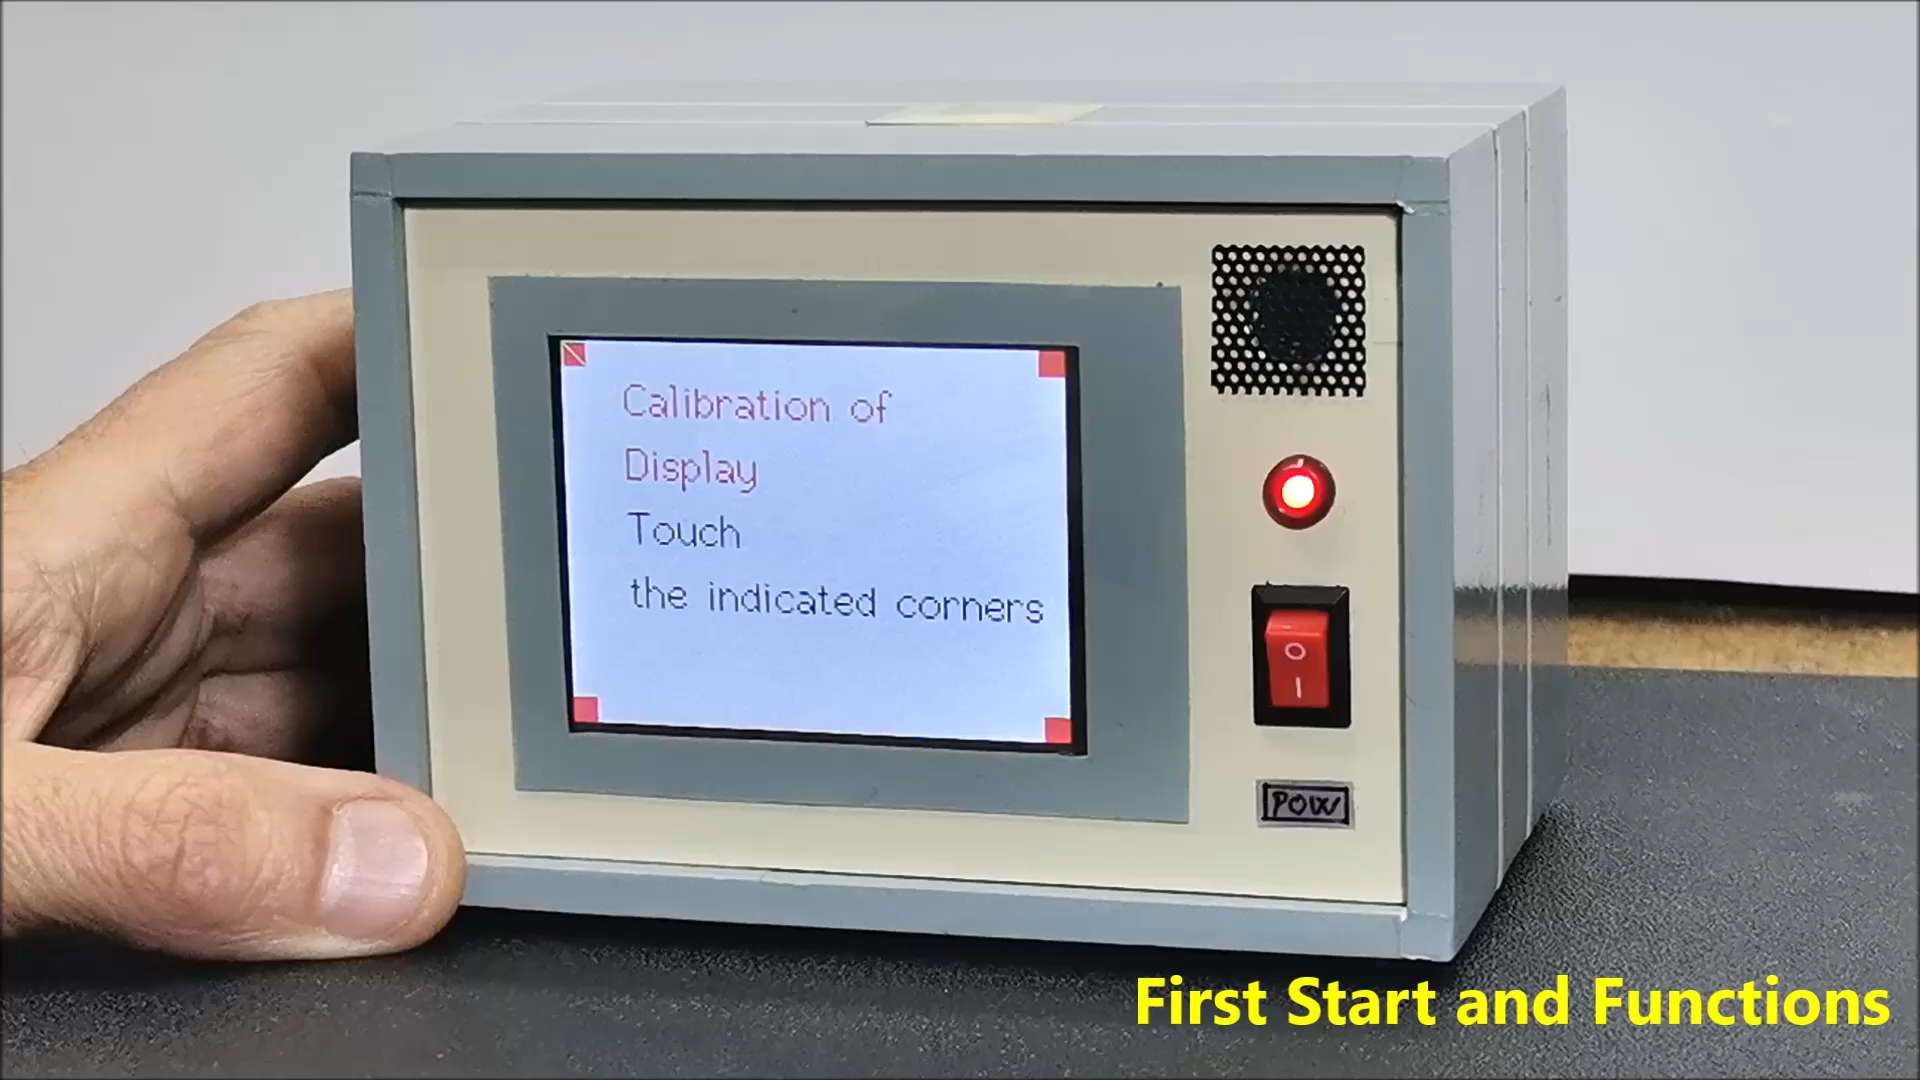 Calibration of
Display
Touch
the indicated corners
O
I
POW
First Start and Functions